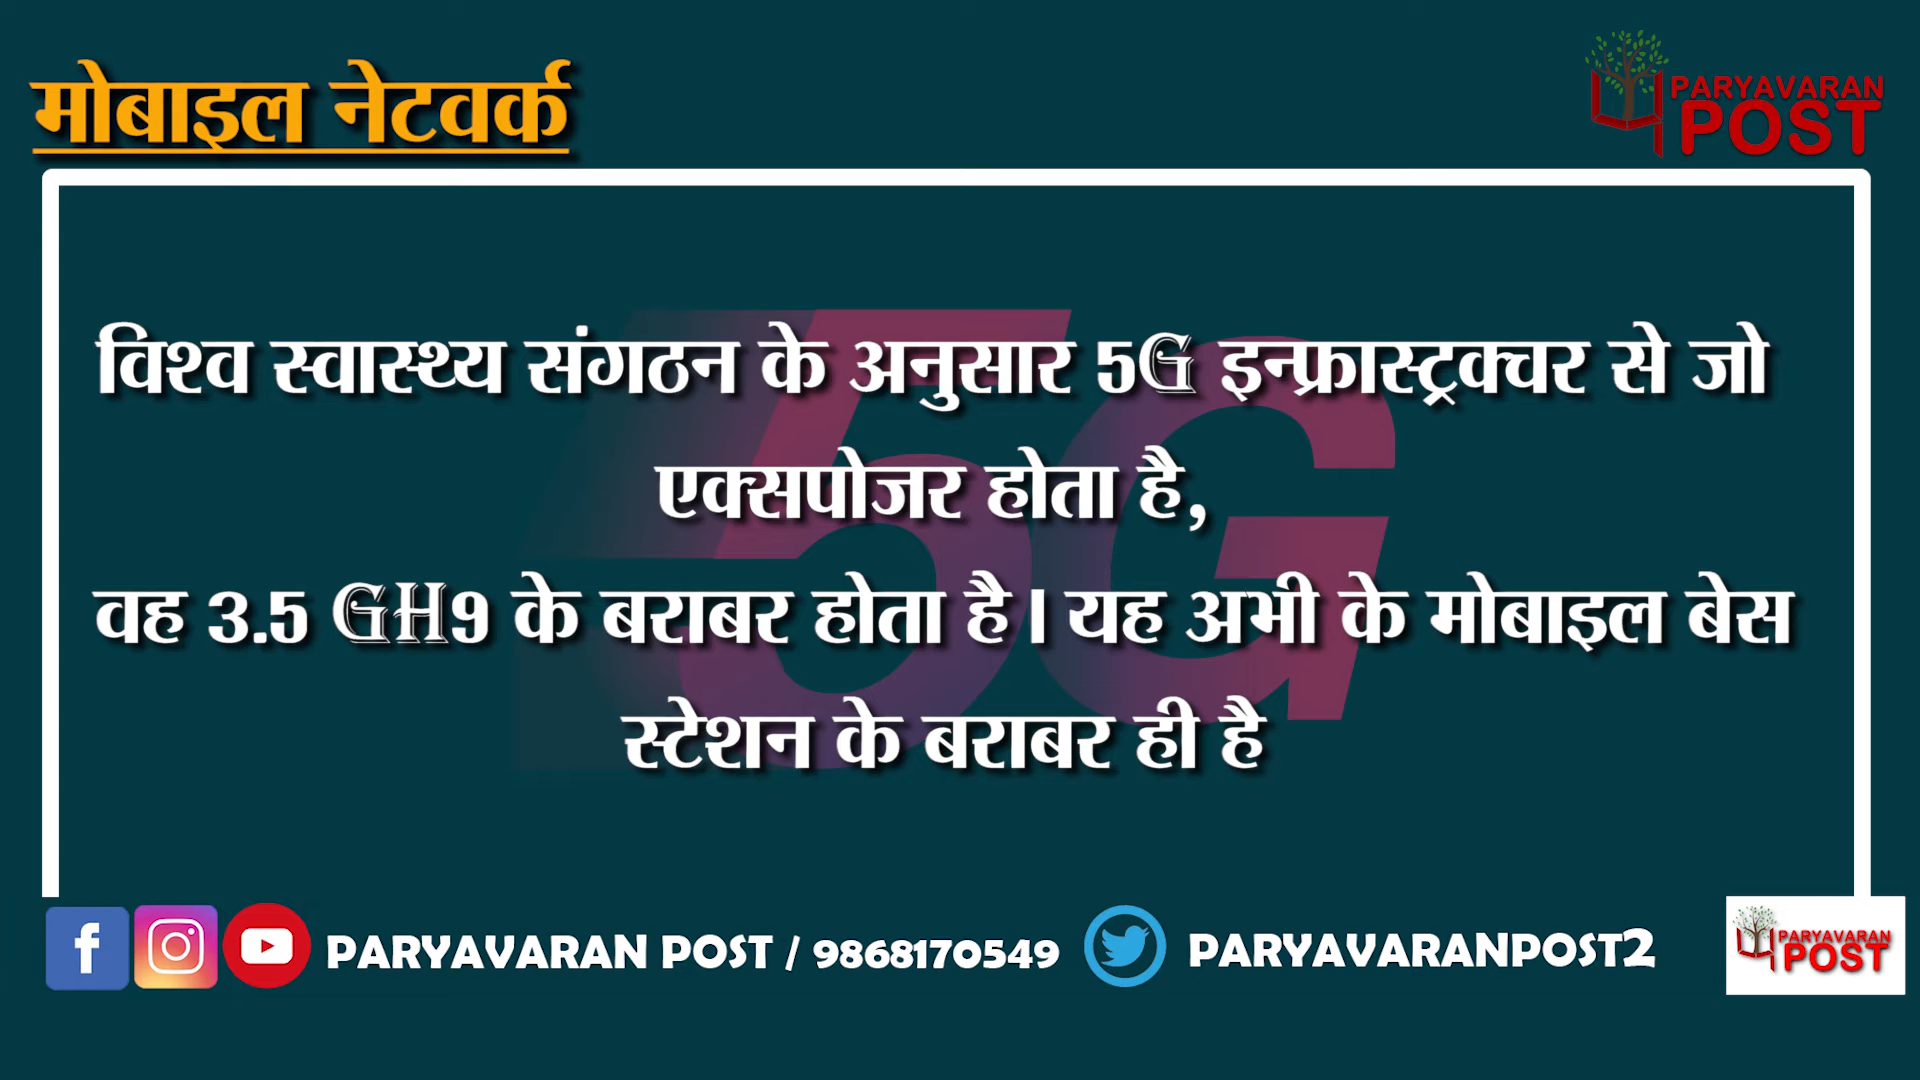 मोबाइल नेटवर्क
PARYAVARAN
POST
विश्व स्वास्थ्य संगठन के अनुसार 5G इन्फ्रास्ट्रक्चर से जो
एक्सपोजर होता है,
वह 3.5 GH9 के बराबर होता है। यह अभी के मोबाइल बेस
स्टेशन के बराबर ही है
5G
PARYAVARAN POST / 9868170549
PARYAVARANPOST2
PARYAVARAN
POST